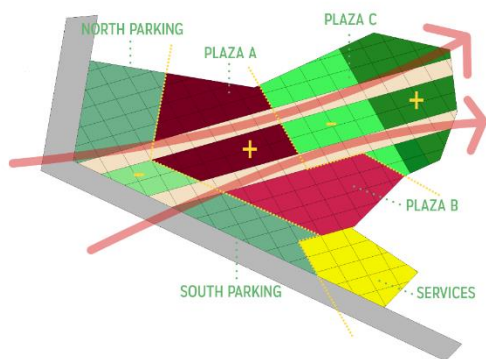 NORTH PARKING
PLAZA A
PLAZA C
+
-
+
-
PLAZA B
SOUTH PARKING
SERVICES